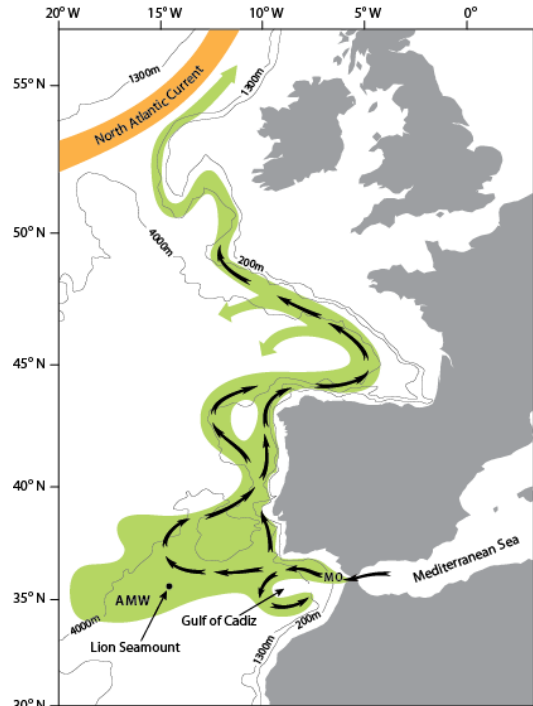 20° W
15°W
10°W
5°W
0°
55° N
50° N
45° N
40° N
35° N
30° N
1300m
North Atlantic Current
1300m
4000m
200m
Mediterranean Sea
MO
AMW
Gulf of Cadiz
Lion Seamount
4000m
1300m
200m